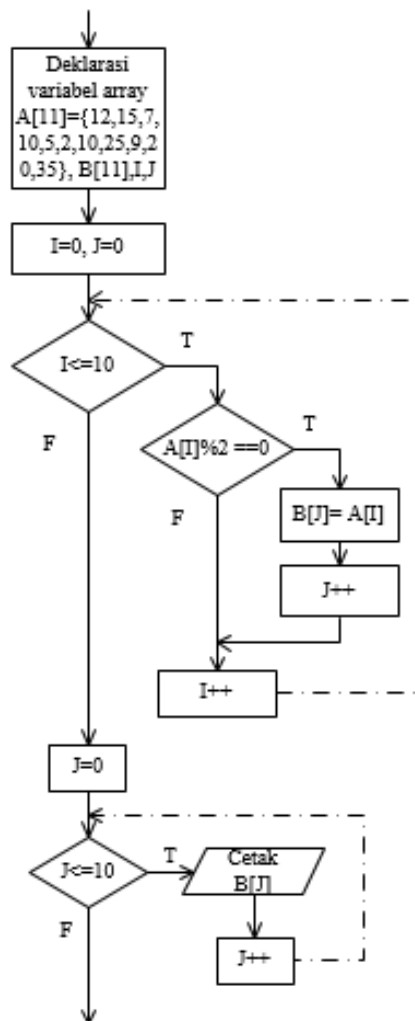 Deklarasi
variabel array
A[11]={12,15,7,
10,5,2,10,25,9,2
0,35}, B[11],I,J
I=0, J=0
I<=10
T
F
A[I]%2 ==0
T
F
B[J]= A[I]
J++
I++
J=0
J<=10
T
F
Cetak
B[J]
J++